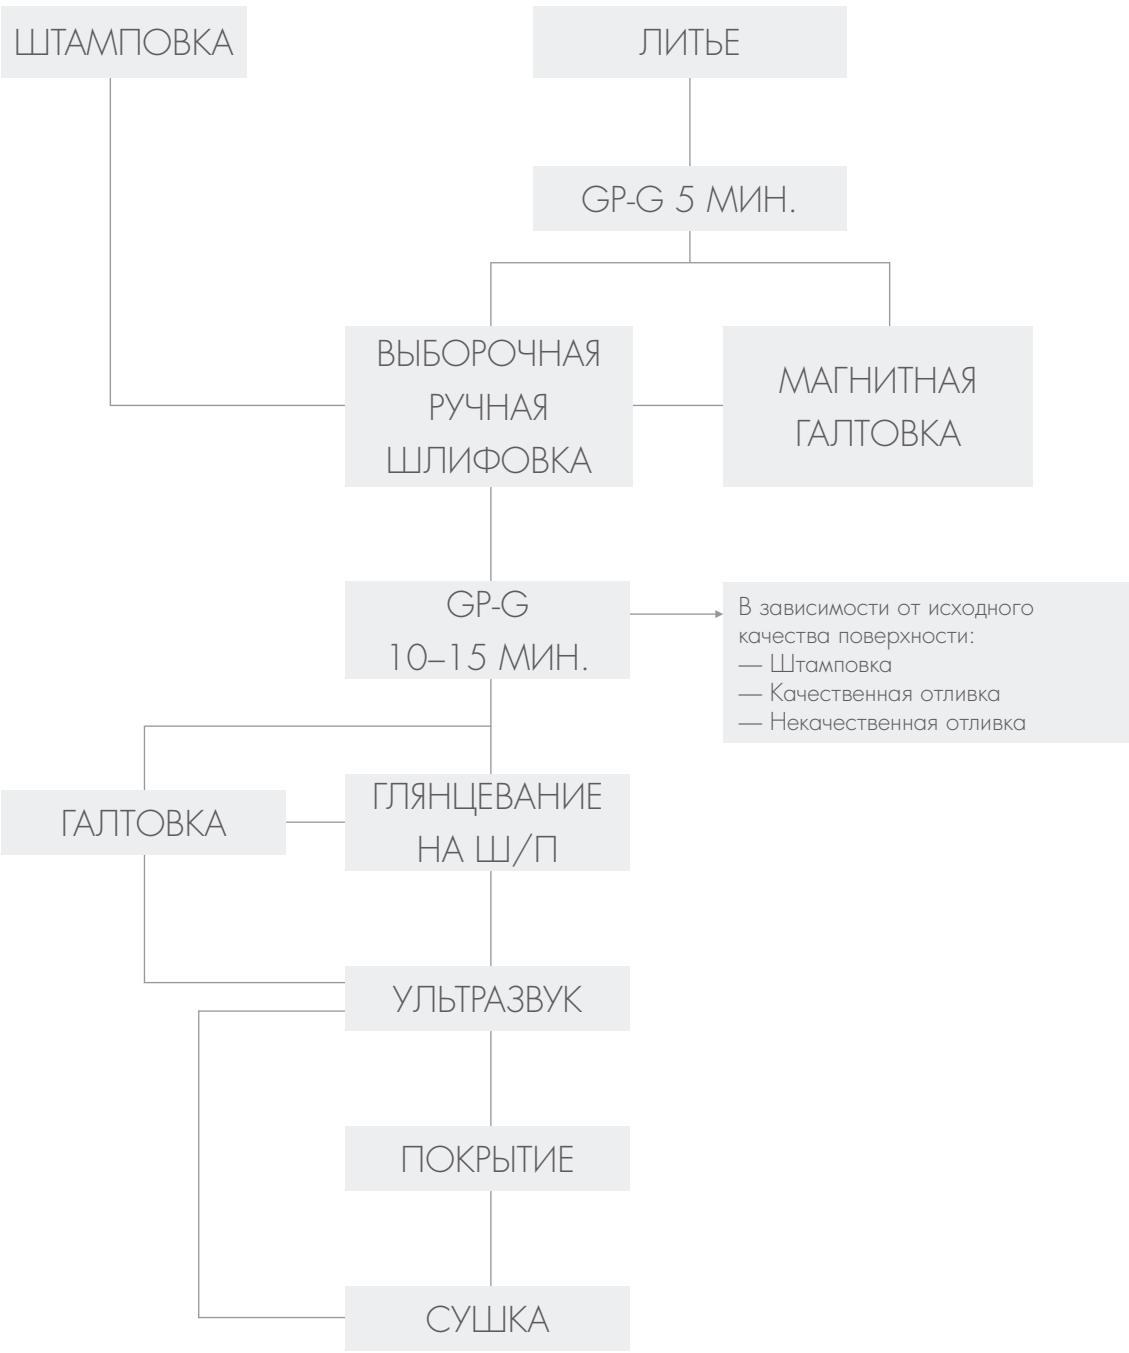 ШТАМПОВКА
ЛИТЬЕ
GP-G 5 МИН.
ВЫБОРОЧНАЯ
РУЧНАЯ
ШЛИФОВКА
МАГНИТНАЯ
ГАЛТОВКА
GP-G
10–15 МИН.
В зависимости от исходного
качества поверхности:
— Штамповка
— Качественная отливка
— Некачественная отливка
ГАЛТОВКА
ГЛЯНЦЕВАНИЕ
НА Ш/П
УЛЬТРАЗВУК
ПОКРЫТИЕ
СУШКА